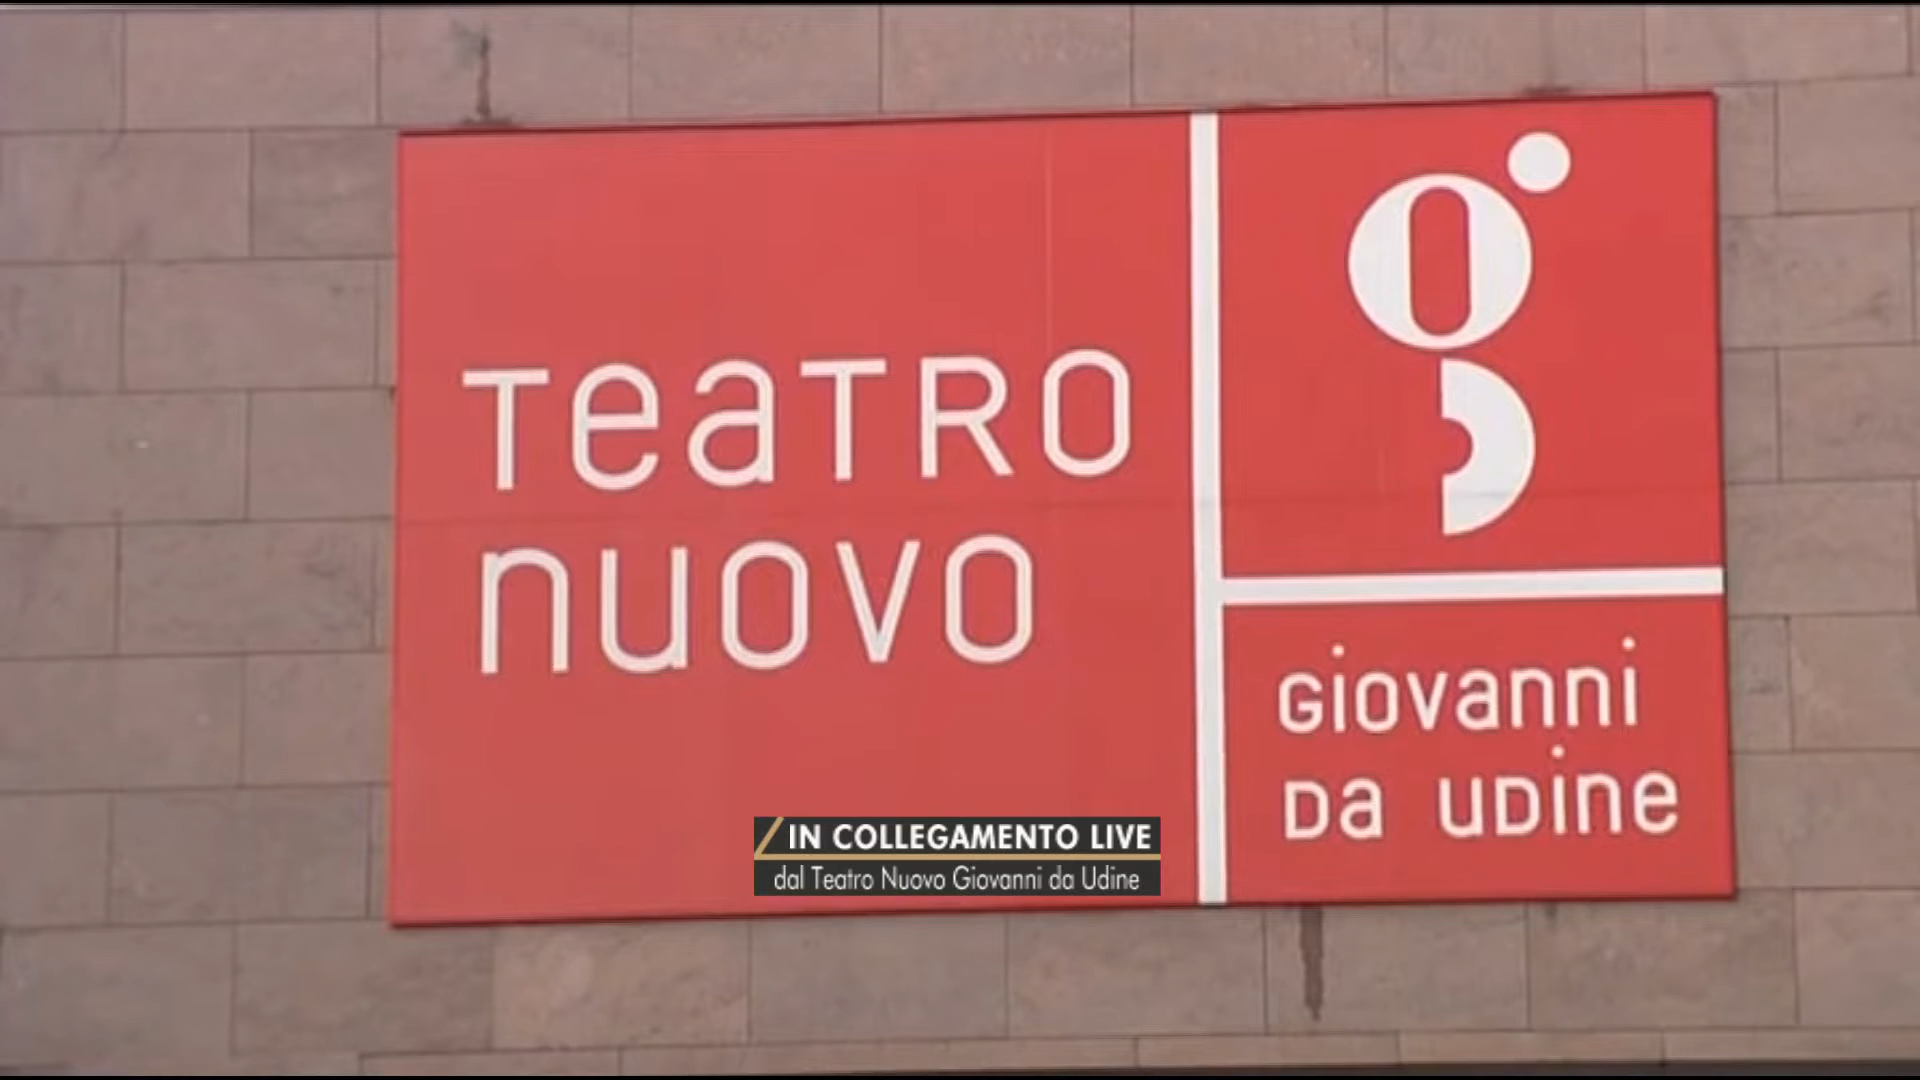 TeaTRO
nuovo
g
Giovanni
Da uDine
IN COLLEGAMENTO LIVE
dal Teatro Nuovo Giovanni da Udine